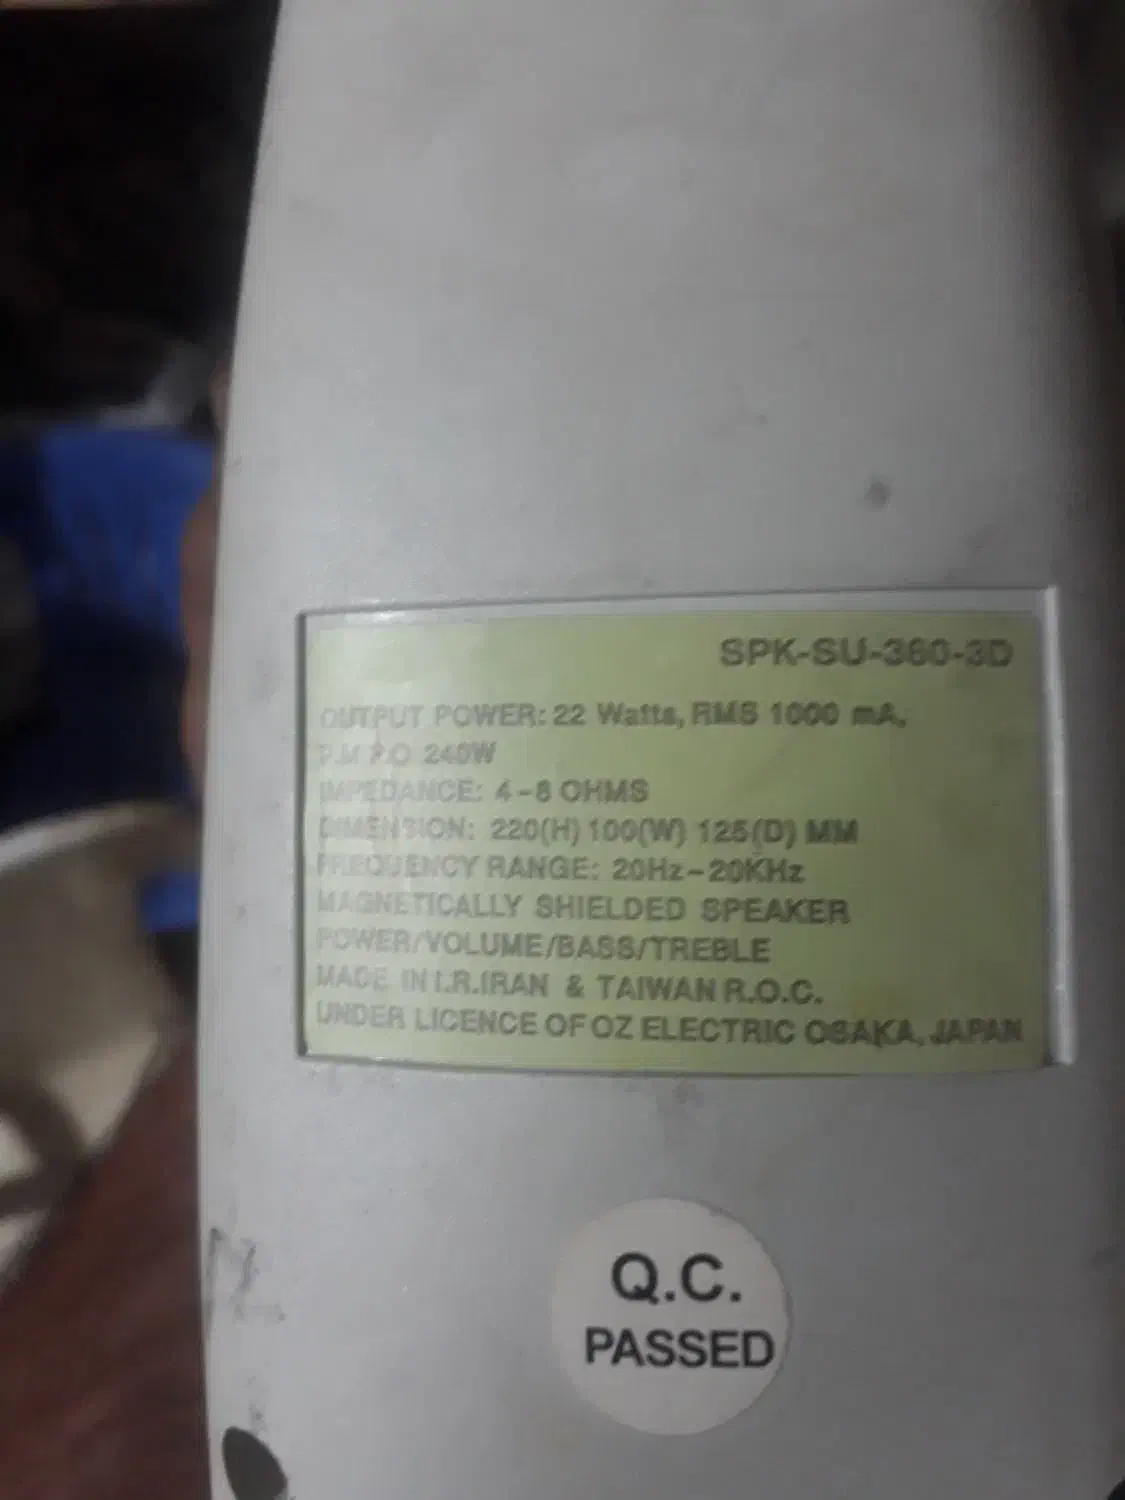 SPK-SU-360-3D
OUTPUT POWER: 22 Watts, RMS 1000 mA,
P.M.P.O 240W
IMPEDANCE: 4-8 OHMS
DIMENSION: 220(H) 100(W) 125(D) MM
FREQUENCY RANGE: 20Hz-20KHz
MAGNETICALLY SHIELDED SPEAKER
POWER/VOLUME/BASS/TREBLE
MADE IN I.R.IRAN & TAIWAN R.O.C.
UNDER LICENCE OF OZ ELECTRIC OSAKA, JAPAN
Q.C.
PASSED